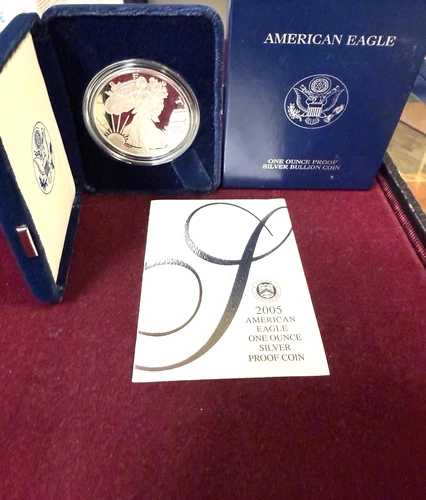 AMERICAN EAGLE
ONE OUNCE PROOF
SILVER BULLION COIN
2005
AMERICAN
EAGLE
ONE OUNCE
SILVER
PROOF COIN